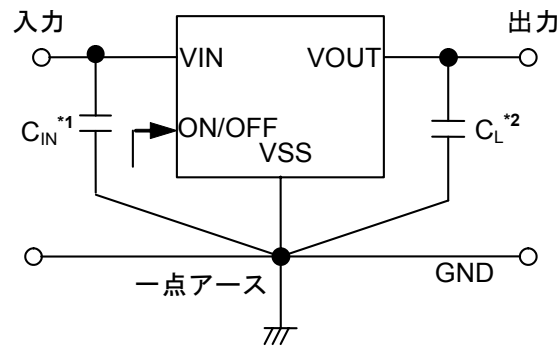 入力
出力
VIN
VOUT
C_IN*1
ON/OFF
VSS
C_L*2
一点アース
GND